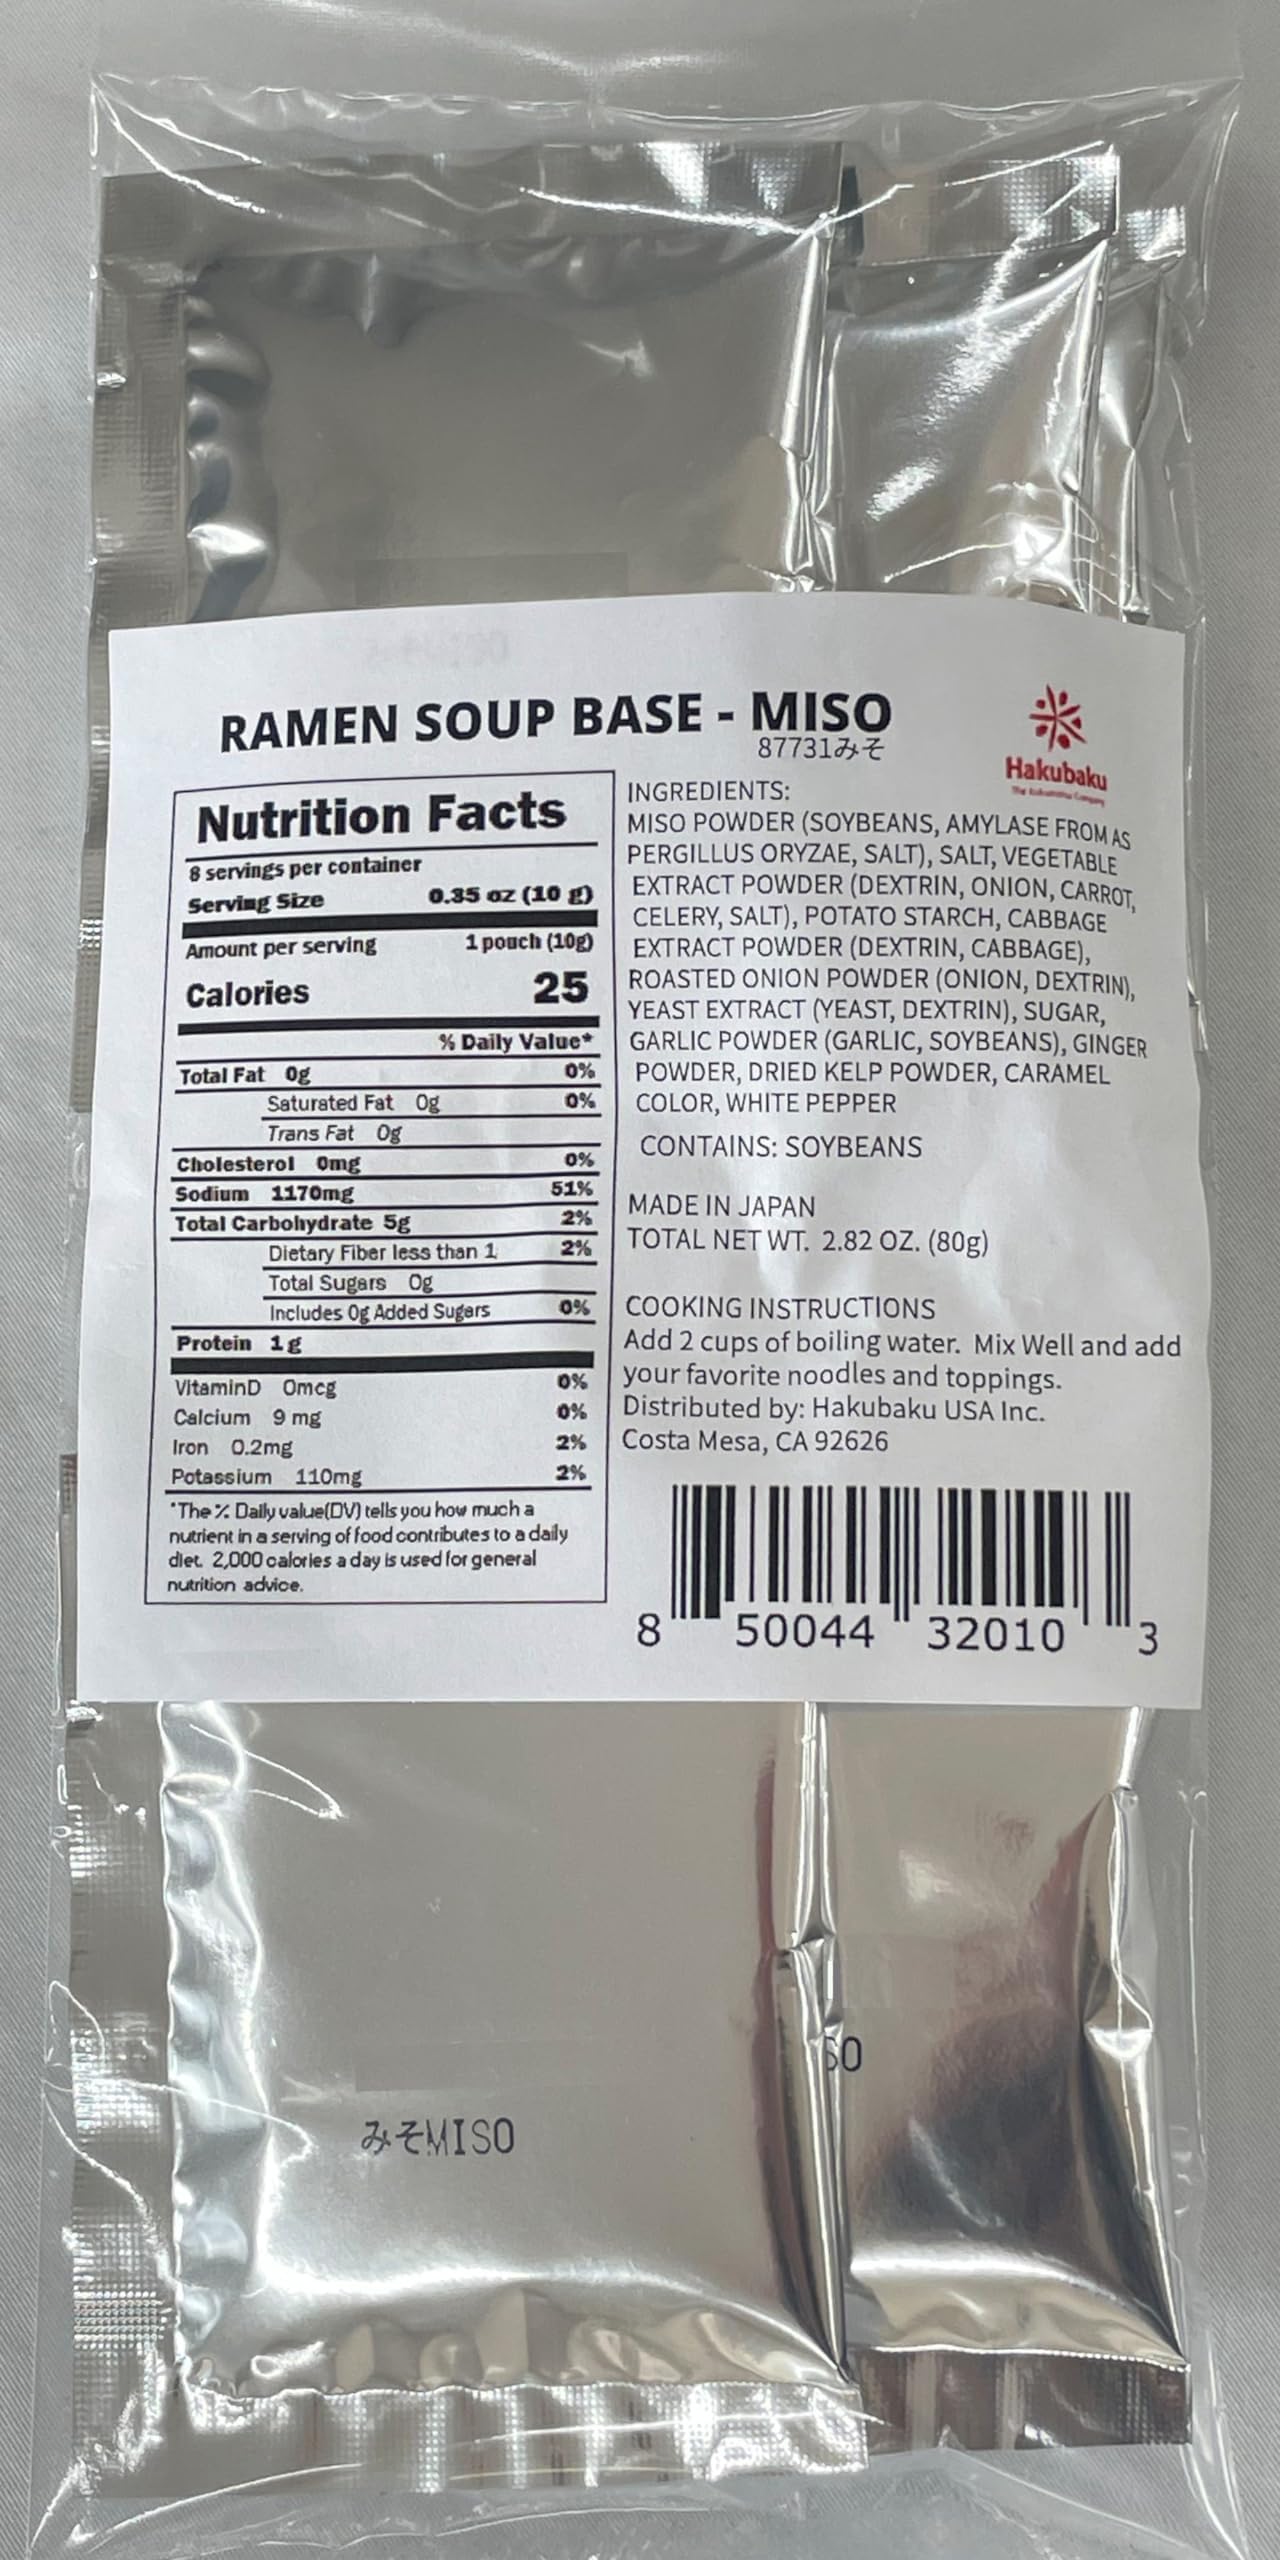 RAMEN SOUP BASE - MISO
87731みそ
Hakubaku
Nutrition Facts
8 servings per container
Serving Size 0.35 oz (10 g)
Amount per serving 1 pouch (10g)
Calories 25
% Daily Value*
Total Fat 0g 0%
Saturated Fat 0g 0%
Trans Fat 0g
Cholesterol 0mg 0%
Sodium 1170mg 51%
Total Carbohydrate 5g 2%
Dietary Fiber less than 1 2%
Total Sugars 0g
Includes 0g Added Sugars 0%
Protein 1g
VitaminD 0mcg 0%
Calcium 9 mg 0%
Iron 0.2mg 2%
Potassium 110mg 2%
*The % Daily value(DV) tells you how much a
nutrient in a serving of food contributes to a daily
diet. 2,000 calories a day is used for general
nutrition advice.
INGREDIENTS:
MISO POWDER (SOYBEANS, AMYLASE FROM AS
PERGILLUS ORYZAE, SALT), SALT, VEGETABLE
EXTRACT POWDER (DEXTRIN, ONION, CARROT,
CELERY, SALT), POTATO STARCH, CABBAGE
EXTRACT POWDER (DEXTRIN, CABBAGE),
ROASTED ONION POWDER (ONION, DEXTRIN),
YEAST EXTRACT (YEAST, DEXTRIN), SUGAR,
GARLIC POWDER (GARLIC, SOYBEANS), GINGER
POWDER, DRIED KELP POWDER, CARAMEL
COLOR, WHITE PEPPER
CONTAINS: SOYBEANS
MADE IN JAPAN
TOTAL NET WT. 2.82 OZ. (80g)
COOKING INSTRUCTIONS
Add 2 cups of boiling water. Mix Well and add
your favorite noodles and toppings.
Distributed by: Hakubaku USA Inc.
Costa Mesa, CA 92626
8 50044 32010 3
SO
みそMISO